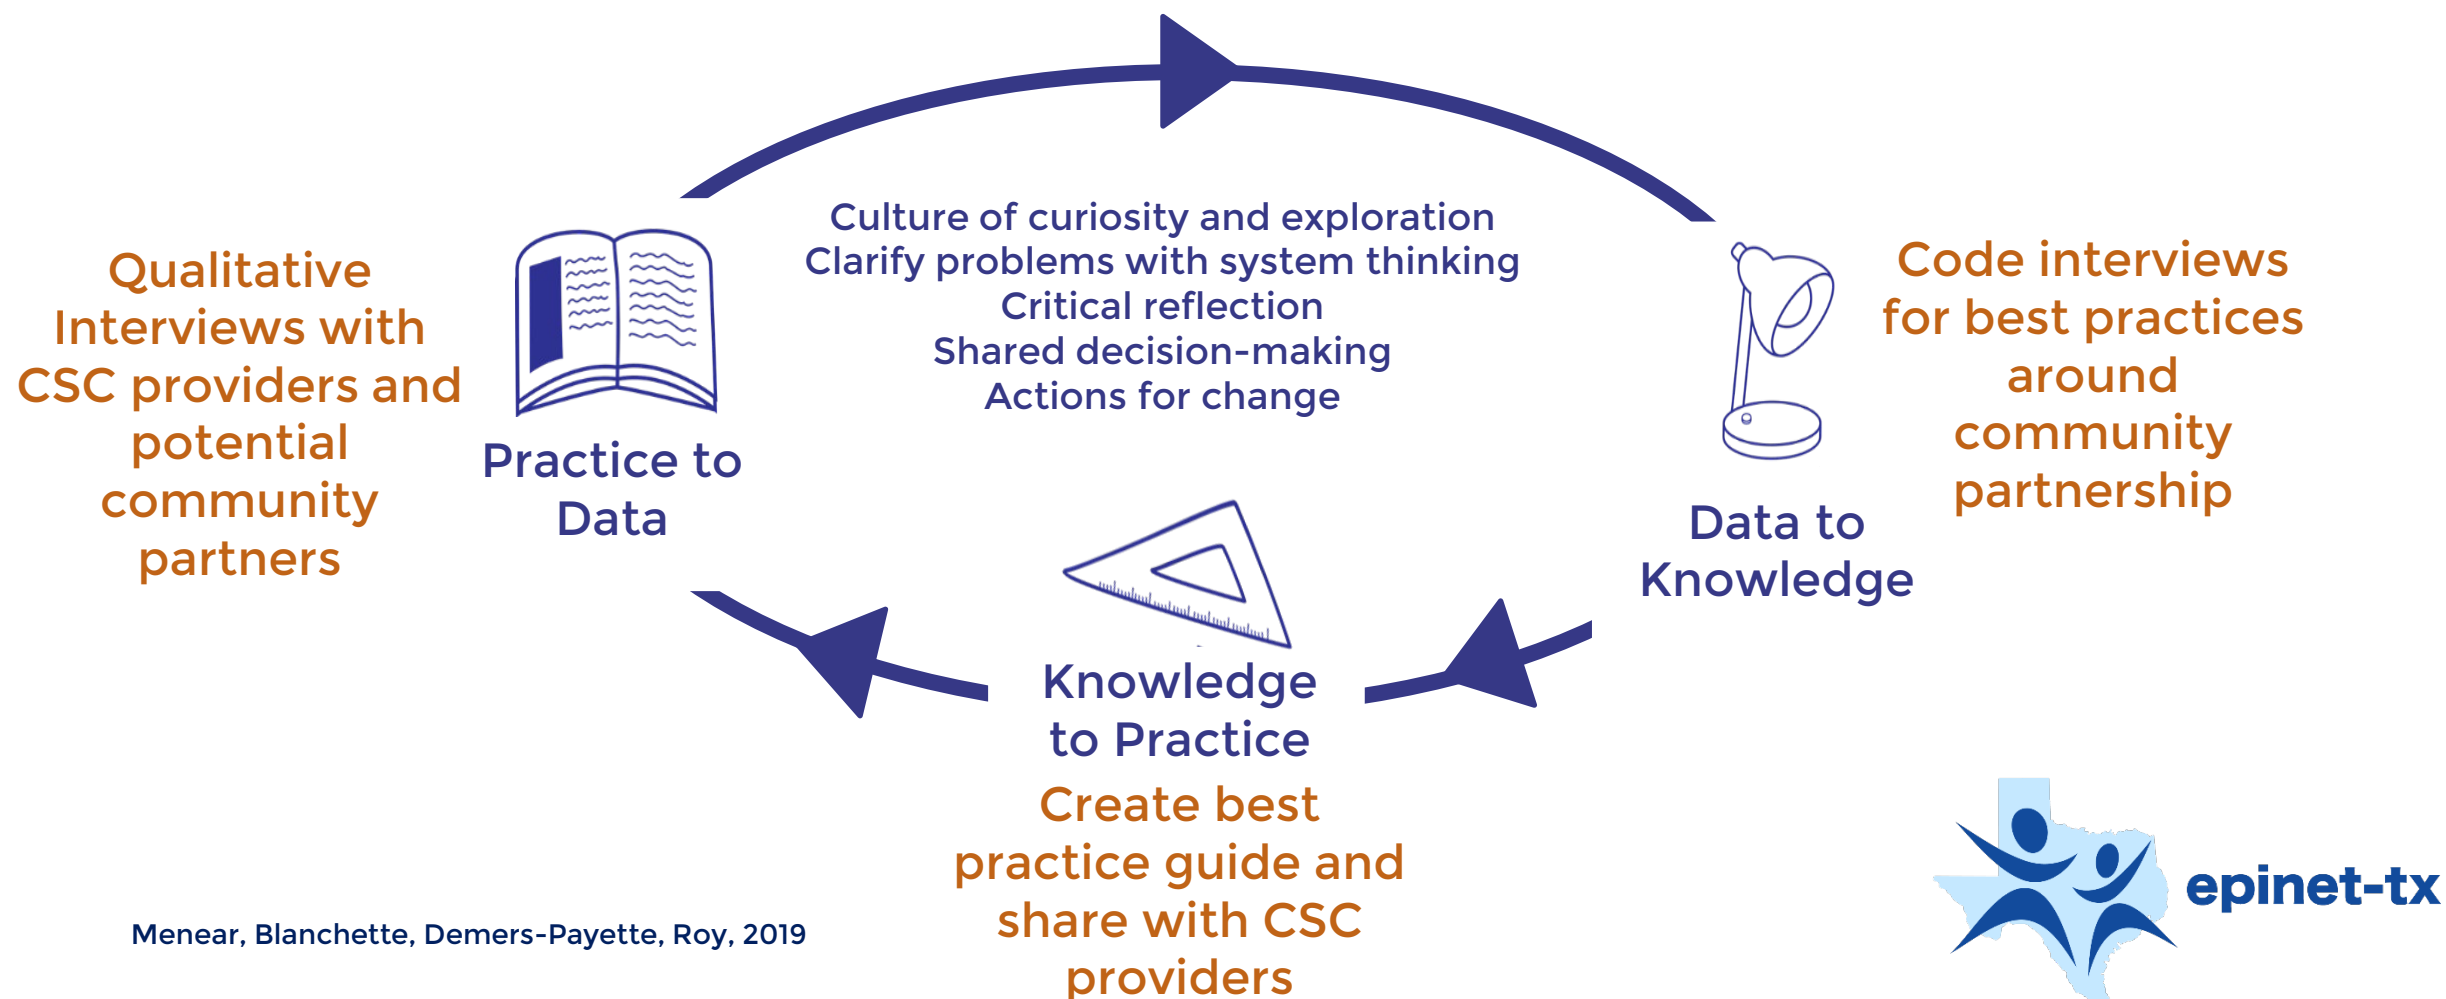 Culture of curiosity and exploration
Clarify problems with system thinking
Critical reflection
Shared decision-making
Actions for change
Qualitative
Interviews with
CSC providers and
potential
community
partners
Practice to
Data
Code interviews
for best practices
around
community
partnership
Data to
Knowledge
Knowledge
to Practice
Create best
practice guide and
share with CSC
providers
Menear, Blanchette, Demers-Payette, Roy, 2019
epinet-tx